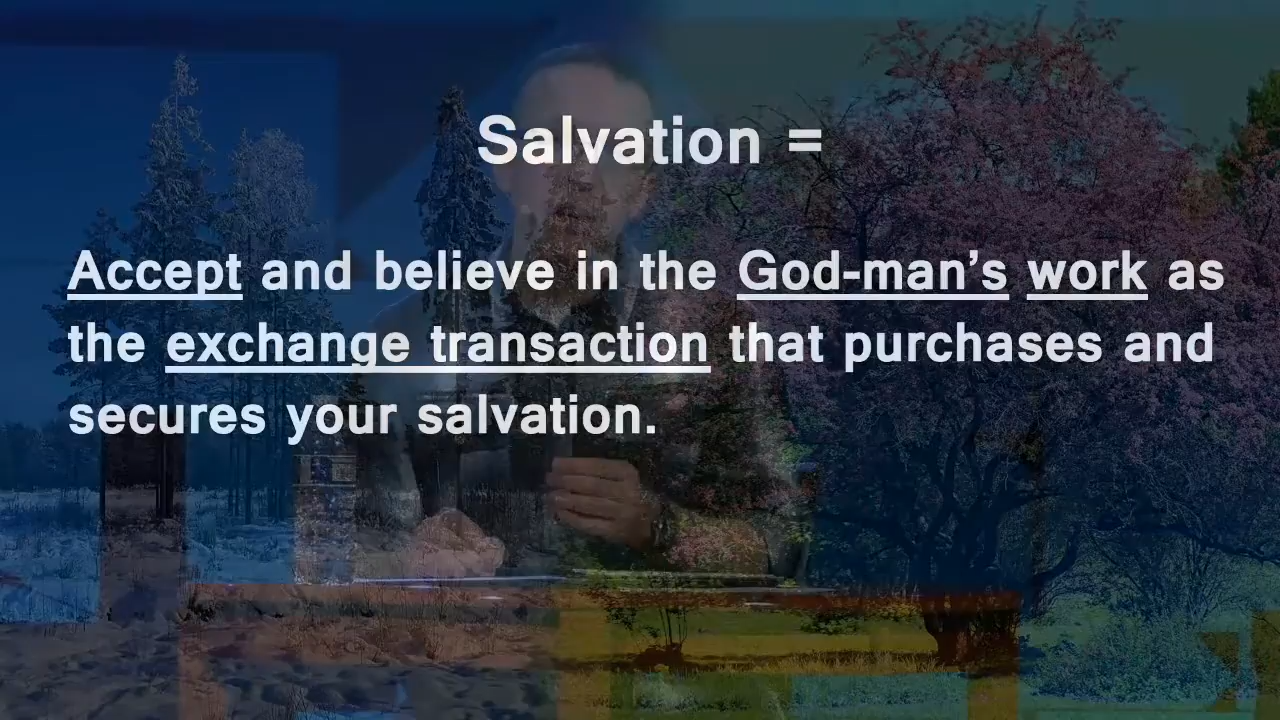 Salvation =
Accept and believe in the God-man’s work as
the exchange transaction that purchases and
secures your salvation.